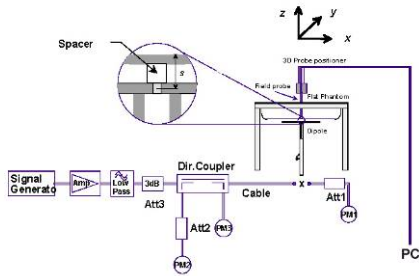 z
y
x
Spacer
s
3D Probe positioner
Field probe
Flat Phantom
Dipole
Signal
Generato
Amp
Low
Pass
3dB
Att3
Dir.Coupler
Cable
x
Att1
PM1
Att2
PM3
PM2
PC